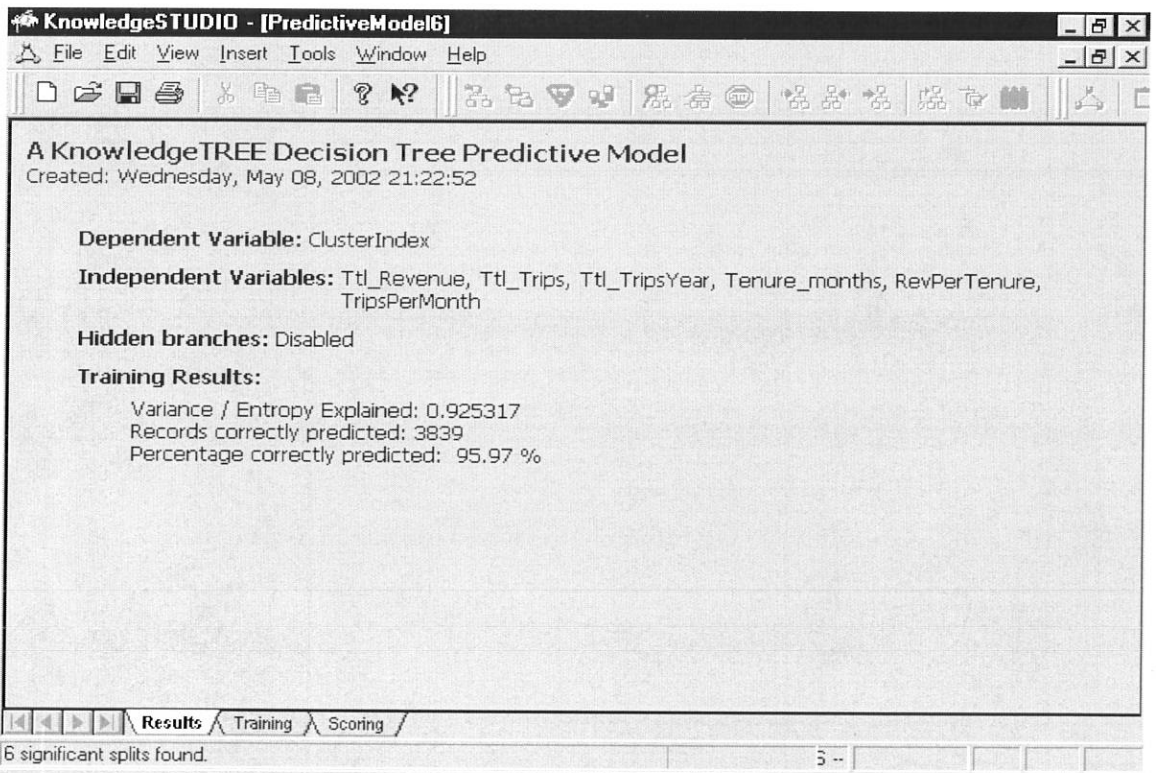 KnowledgeSTUDIO - [PredictiveModel6]
File Edit View Insert Tools Window Help
A KnowledgeTREE Decision Tree Predictive Model
Created: Wednesday, May 08, 2002 21:22:52
Dependent Variable: ClusterIndex
Independent Variables: Ttl_Revenue, Ttl_Trips, Ttl_TripsYear, Tenure_months, RevPerTenure,
TripsPerMonth
Hidden branches: Disabled
Training Results:
Variance / Entropy Explained: 0.925317
Records correctly predicted: 3839
Percentage correctly predicted: 95.97 %
Results Training Scoring
6 significant splits found.